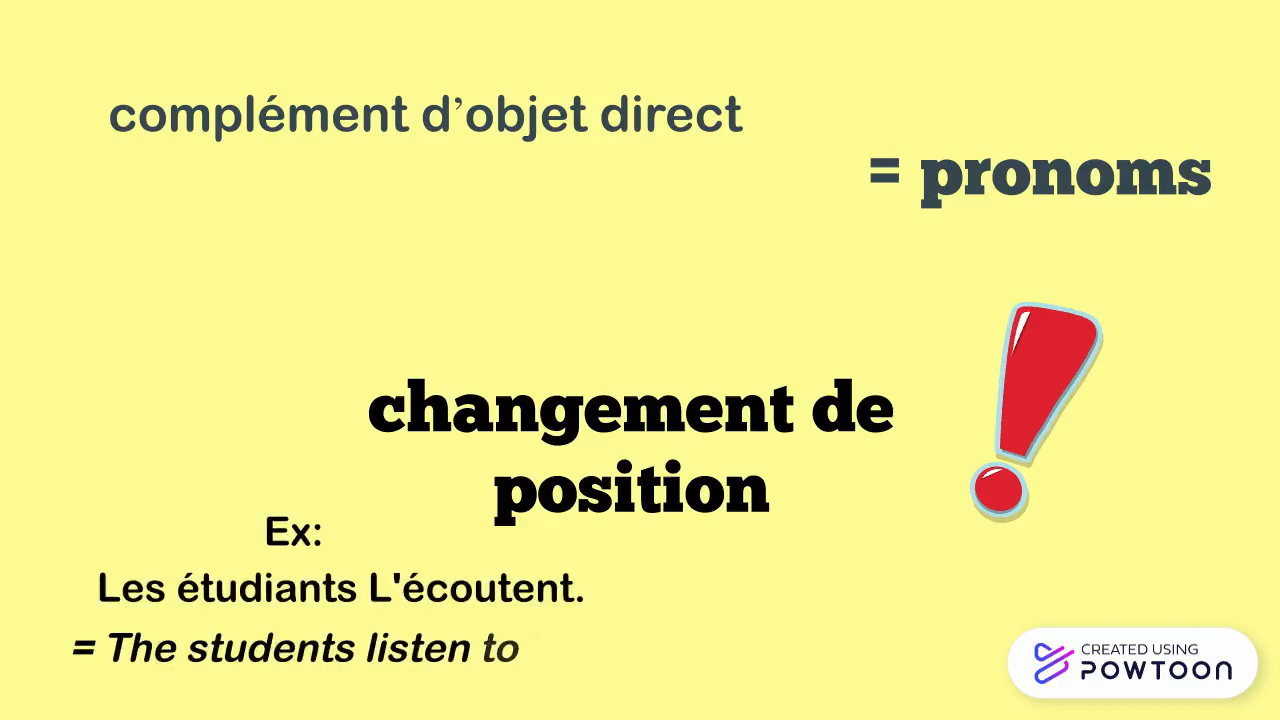 complément d’objet direct
= pronoms
changement de
position
Ex:
Les étudiants L'écoutent.
= The students listen to
CREATED USING
POWTOON